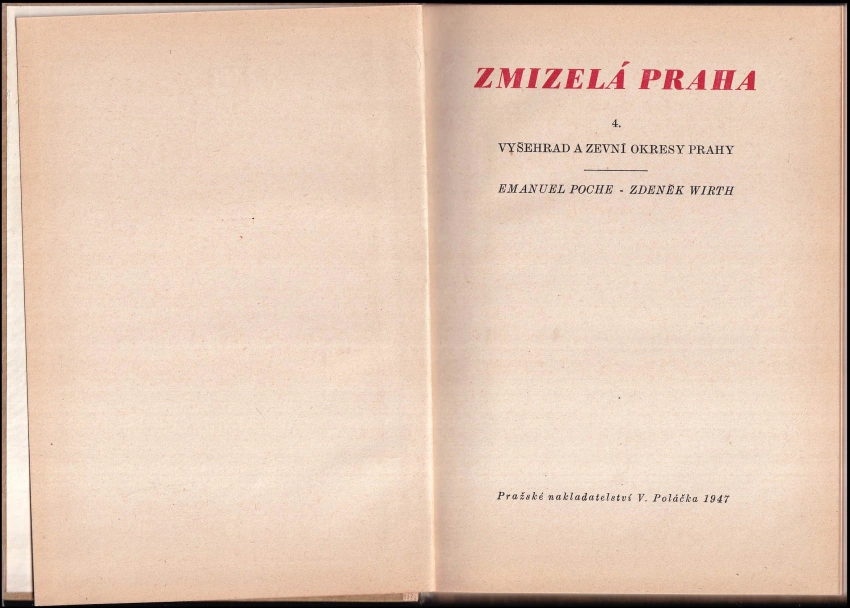 ZMIZELÁ PRAHA
4.
VYŠEHRAD A ZEVNÍ OKRESY PRAHY
EMANUEL POCHE - ZDENĚK WIRTH
Pražské nakladatelství V. Poláčka 1947